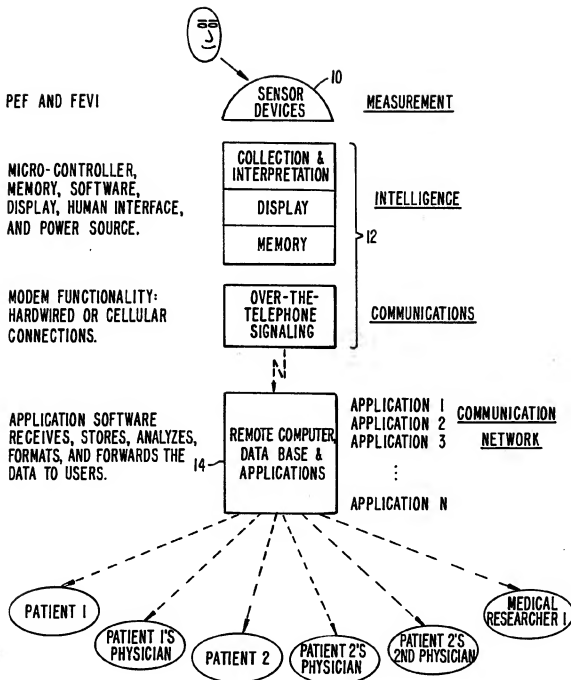 10
SENSOR
DEVICES
PEF AND FEVI
MEASUREMENT
COLLECTION &
INTERPRETATION
DISPLAY
MEMORY
MICRO-CONTROLLER,
MEMORY, SOFTWARE,
DISPLAY, HUMAN INTERFACE,
AND POWER SOURCE.
INTELLIGENCE
12
MODEM FUNCTIONALITY:
HARDWIRED OR CELLULAR
CONNECTIONS.
OVER-THE-
TELEPHONE
SIGNALING
COMMUNICATIONS
APPLICATION SOFTWARE
RECEIVES, STORES, ANALYZES,
FORMATS, AND FORWARDS THE
DATA TO USERS.
14
REMOTE COMPUTER,
DATA BASE &
APPLICATIONS
APPLICATION 1
APPLICATION 2
APPLICATION 3
⋮
APPLICATION N
COMMUNICATION
NETWORK
PATIENT 1
PATIENT 1'S
PHYSICIAN
PATIENT 2
PATIENT 2'S
PHYSICIAN
PATIENT 2'S
2ND PHYSICIAN
MEDICAL
RESEARCHER 1